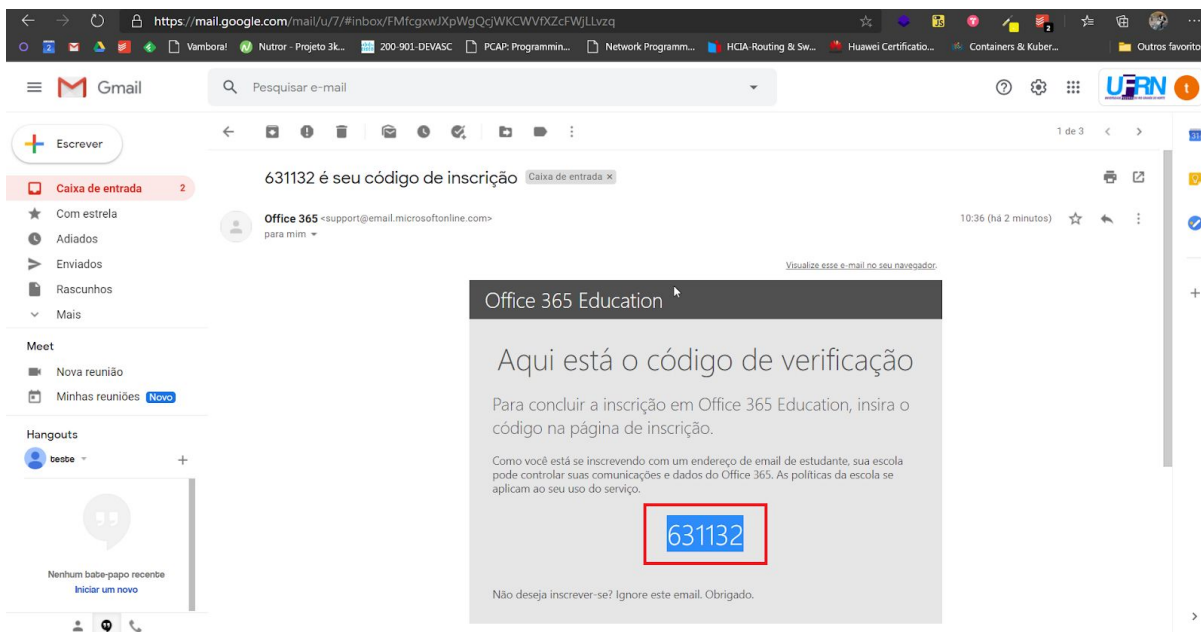 https://mail.google.com/mail/u/7/#inbox/FMfcgxwJXpWgQcjWKCWVfXZcFWjLLvzq
Vambora! Nutror - Projeto 3k... 200-901-DEVASC PCAP: Programmin... Network Programm... HCIA-Routing & Sw... Huawei Certificatio... Containers & Kuber... Outros favorito
Gmail
Pesquisar e-mail
UFRN
t
Escrever
1 de 3
31
Caixa de entrada 2
Com estrela
Adiados
Enviados
Rascunhos
Mais
Meet
Nova reunião
Minhas reuniões Novo
Hangouts
teste
Nenhum bate-papo recente
Iniciar um novo
631132 é seu código de inscrição Caixa de entrada ×
Office 365 <support@email.microsoftonline.com>
10:36 (há 2 minutos)
para mim
Visualize esse e-mail no seu navegador.
Office 365 Education
Aqui está o código de verificação
Para concluir a inscrição em Office 365 Education, insira o
código na página de inscrição.
Como você está se inscrevendo com um endereço de email de estudante, sua escola
pode controlar suas comunicações e dados do Office 365. As políticas da escola se
aplicam ao seu uso do serviço.
631132
Não deseja inscrever-se? Ignore este email. Obrigado.